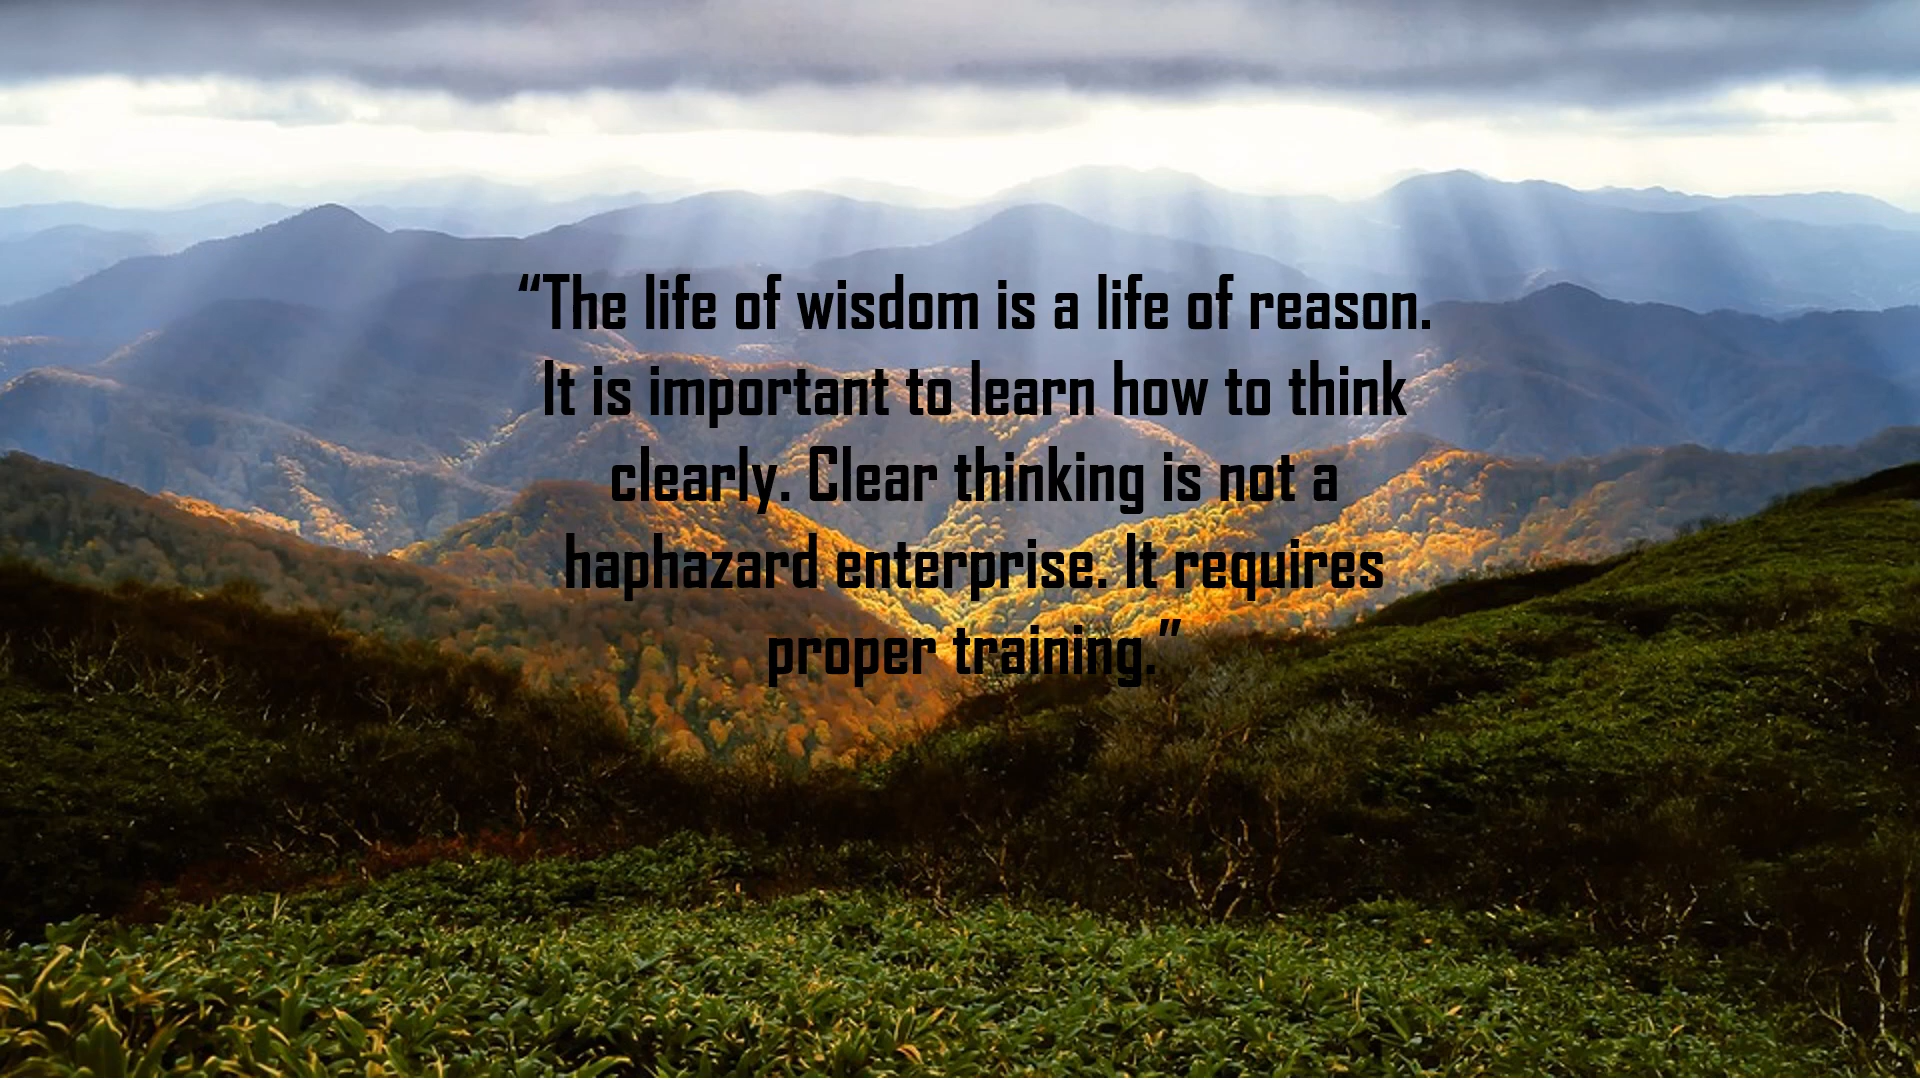 “The life of wisdom is a life of reason.
It is important to learn how to think
clearly. Clear thinking is not a
haphazard enterprise. It requires
proper training.”